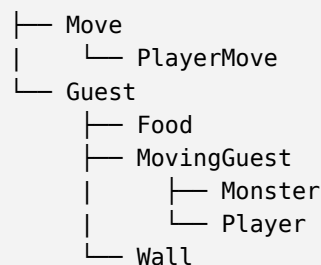 ├── Move
|     └── PlayerMove
└── Guest
      ├── Food
      ├── MovingGuest
      |     ├── Monster
      |     └── Player
      └── Wall